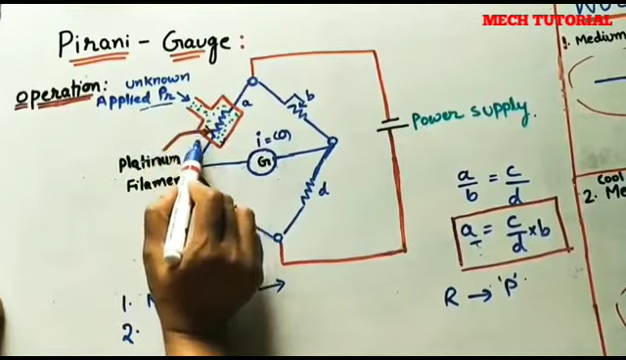 MECH TUTORIAL
Pirani - Gauge :
1. Medium
operation:
unknown
Applied Pr
a
b
i=(0)
G
Power supply.
Platinum
Filamen
d
a/b = c/d
a = c/d × b
R → 'P'
Cool
2. Me
1.
2.